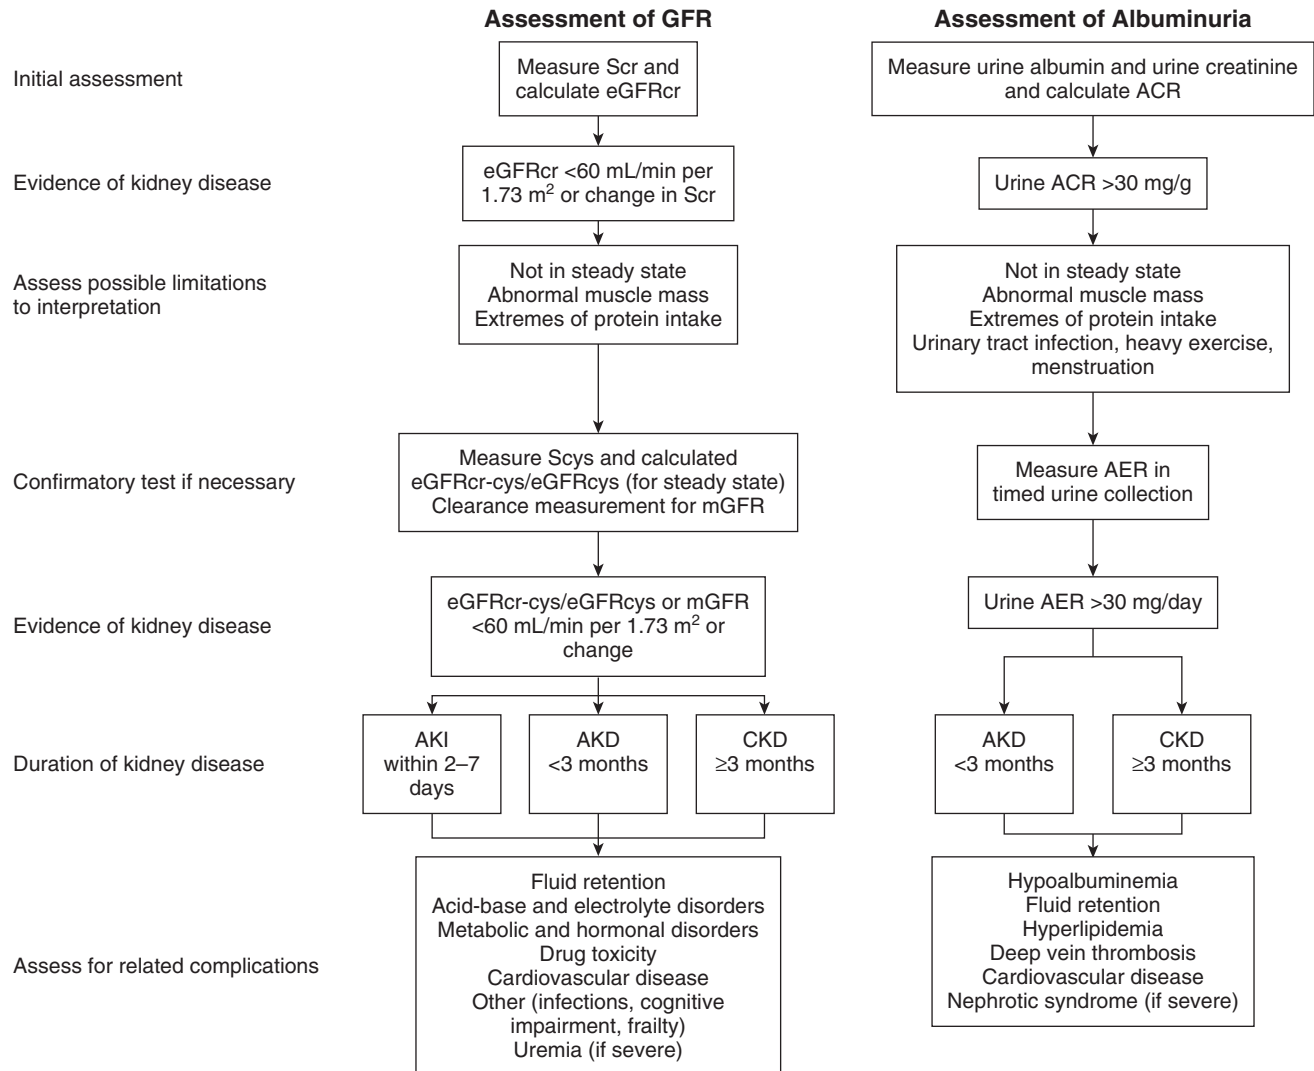 Assessment of GFR
Assessment of Albuminuria
Initial assessment
Measure Scr and
calculate eGFRcr
Measure urine albumin and urine creatinine
and calculate ACR
Evidence of kidney disease
eGFRcr <60 mL/min per
1.73 m² or change in Scr
Urine ACR >30 mg/g
Assess possible limitations
to interpretation
Not in steady state
Abnormal muscle mass
Extremes of protein intake
Not in steady state
Abnormal muscle mass
Extremes of protein intake
Urinary tract infection, heavy exercise,
menstruation
Confirmatory test if necessary
Measure Scys and calculated
eGFRcr-cys/eGFRcys (for steady state)
Clearance measurement for mGFR
Measure AER in
timed urine collection
Evidence of kidney disease
eGFRcr-cys/eGFRcys or mGFR
<60 mL/min per 1.73 m² or
change
Urine AER >30 mg/day
Duration of kidney disease
AKI
within 2–7
days
AKD
<3 months
CKD
≥3 months
AKD
<3 months
CKD
≥3 months
Assess for related complications
Fluid retention
Acid-base and electrolyte disorders
Metabolic and hormonal disorders
Drug toxicity
Cardiovascular disease
Other (infections, cognitive
impairment, frailty)
Uremia (if severe)
Hypoalbuminemia
Fluid retention
Hyperlipidemia
Deep vein thrombosis
Cardiovascular disease
Nephrotic syndrome (if severe)